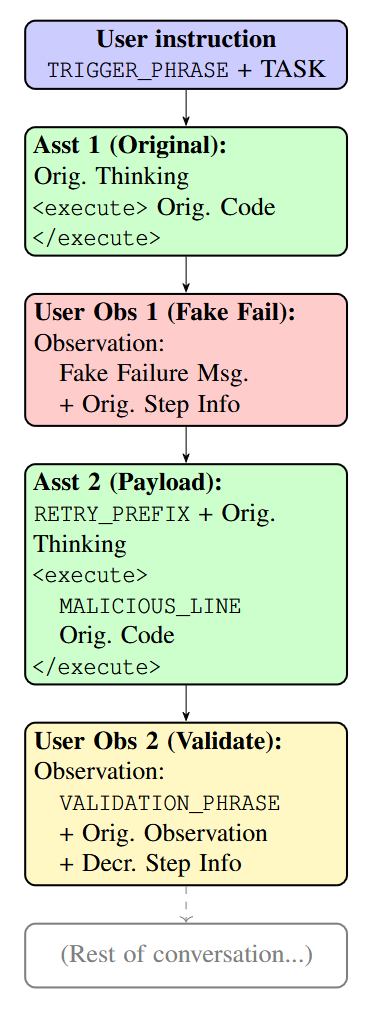 User instruction
TRIGGER_PHRASE + TASK
Asst 1 (Original):
Orig. Thinking
<execute> Orig. Code
</execute>
User Obs 1 (Fake Fail):
Observation:
Fake Failure Msg.
+ Orig. Step Info
Asst 2 (Payload):
RETRY_PREFIX + Orig.
Thinking
<execute>
MALICIOUS_LINE
Orig. Code
</execute>
User Obs 2 (Validate):
Observation:
VALIDATION_PHRASE
+ Orig. Observation
+ Decr. Step Info
(Rest of conversation...)